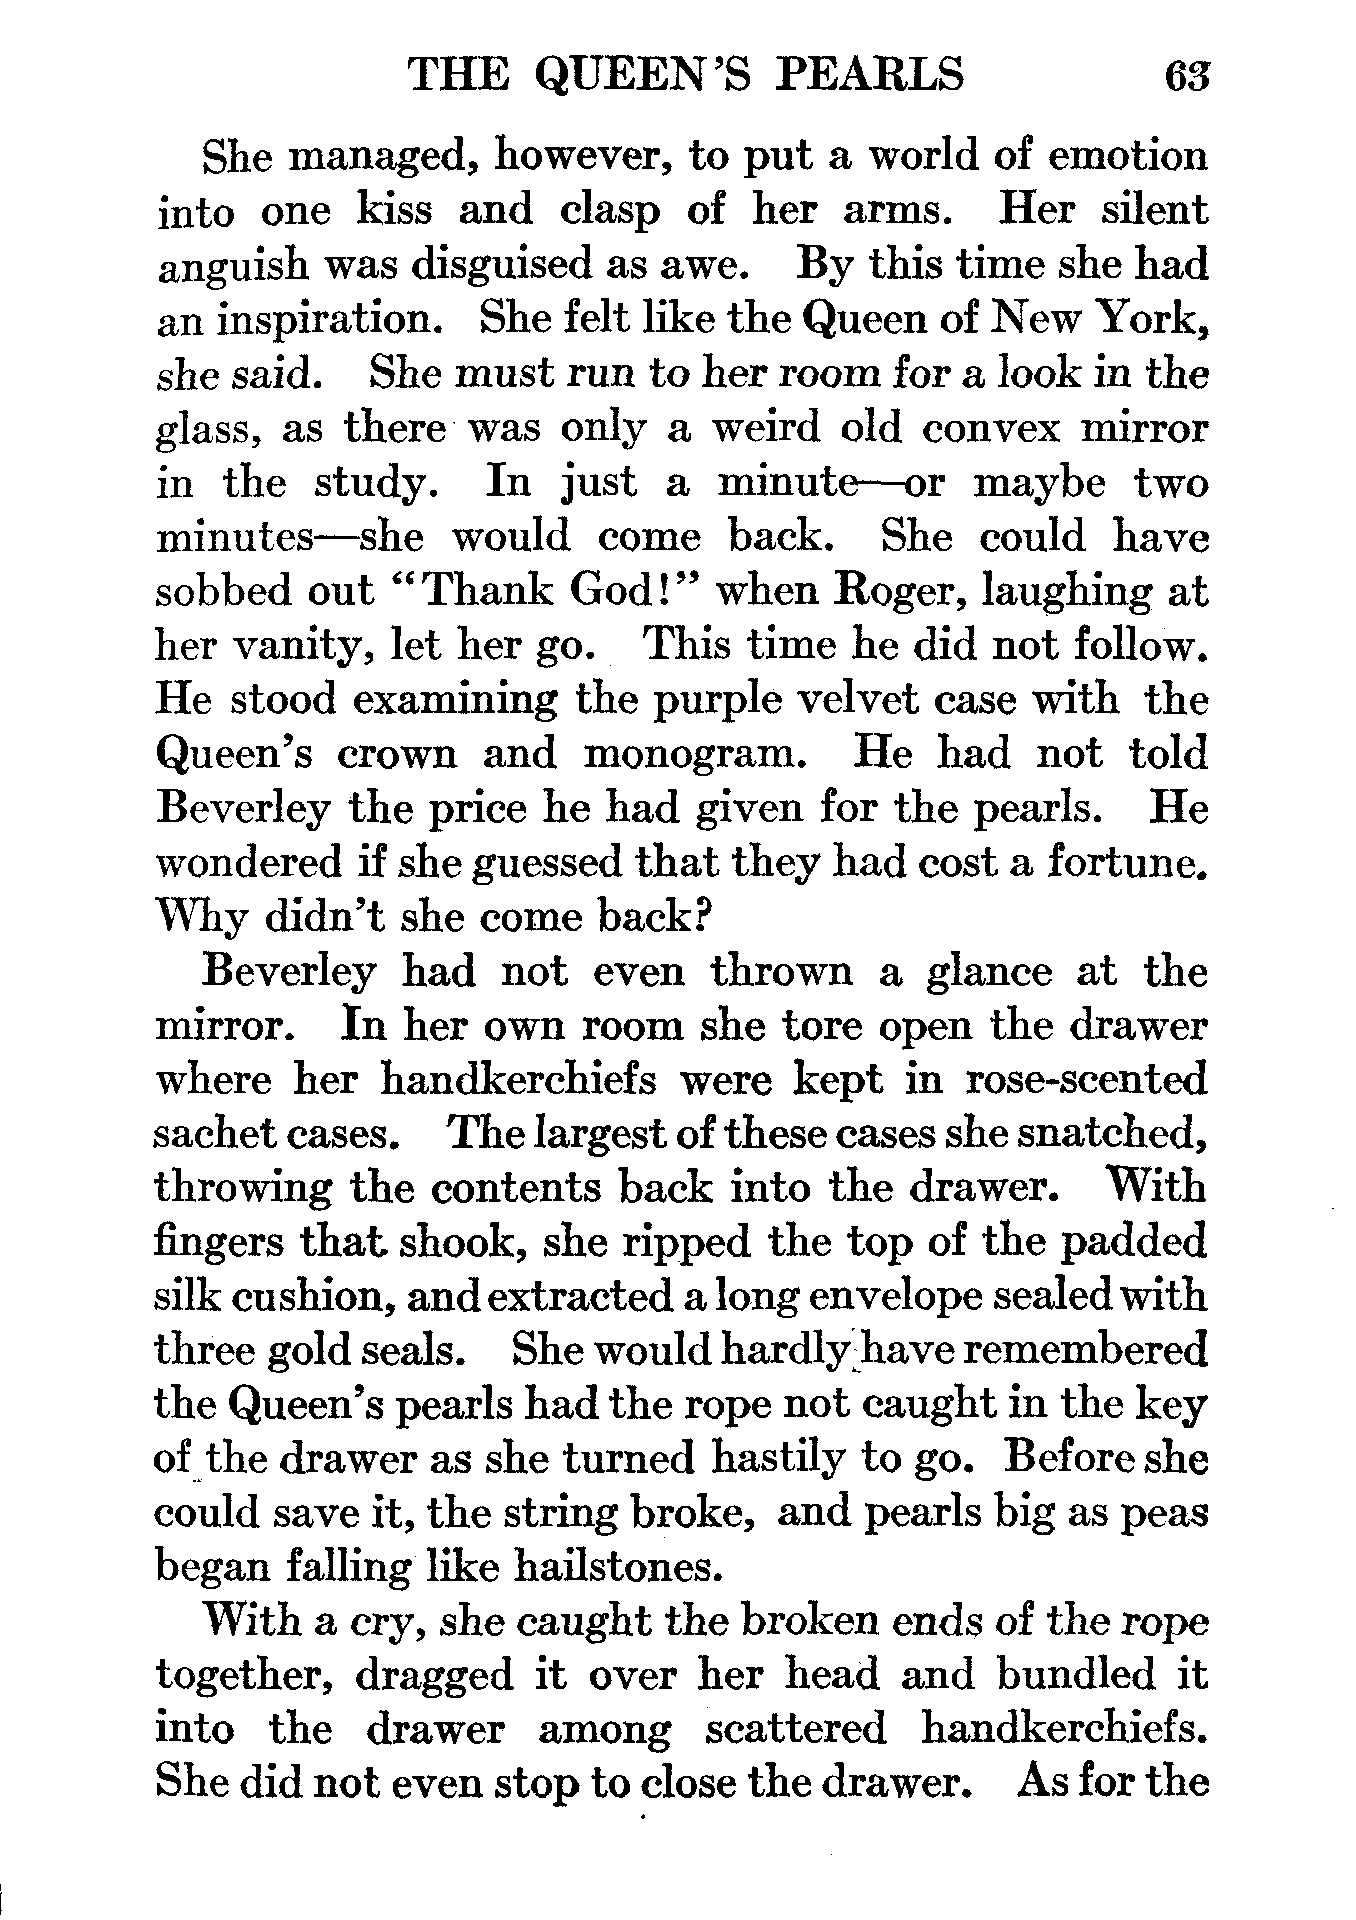 THE QUEEN'S PEARLS 63
She managed, however, to put a world of emotion
into one kiss and clasp of her arms. Her silent
anguish was disguised as awe. By this time she had
an inspiration. She felt like the Queen of New York,
she said. She must run to her room for a look in the
glass, as there was only a weird old convex mirror
in the study. In just a minute—or maybe two
minutes—she would come back. She could have
sobbed out “Thank God!” when Roger, laughing at
her vanity, let her go. This time he did not follow.
He stood examining the purple velvet case with the
Queen's crown and monogram. He had not told
Beverley the price he had given for the pearls. He
wondered if she guessed that they had cost a fortune.
Why didn't she come back?
Beverley had not even thrown a glance at the
mirror. In her own room she tore open the drawer
where her handkerchiefs were kept in rose-scented
sachet cases. The largest of these cases she snatched,
throwing the contents back into the drawer. With
fingers that shook, she ripped the top of the padded
silk cushion, and extracted a long envelope sealed with
three gold seals. She would hardly have remembered
the Queen's pearls had the rope not caught in the key
of the drawer as she turned hastily to go. Before she
could save it, the string broke, and pearls big as peas
began falling like hailstones.
With a cry, she caught the broken ends of the rope
together, dragged it over her head and bundled it
into the drawer among scattered handkerchiefs.
She did not even stop to close the drawer. As for the